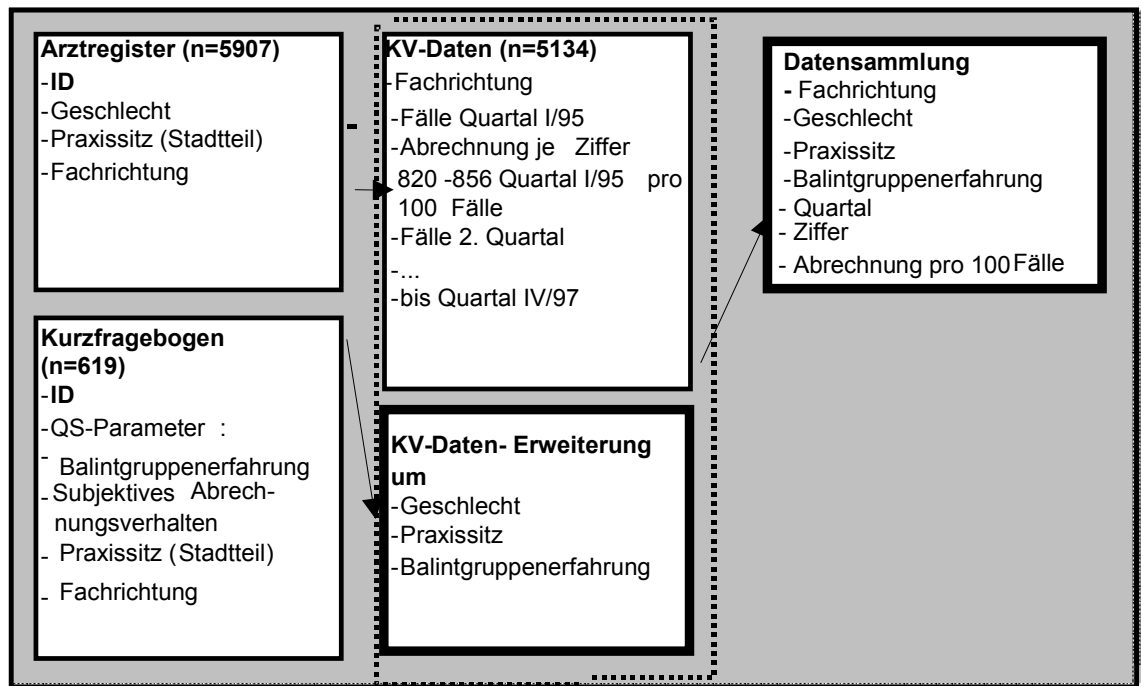 Arztregister (n=5907)
-ID
-Geschlecht
-Praxissitz (Stadtteil)
-Fachrichtung
Kurzfragebogen
(n=619)
-ID
-QS-Parameter :
- Balintgruppenerfahrung
- Subjektives Abrech-
nungsverhalten
- Praxissitz (Stadtteil)
- Fachrichtung
KV-Daten (n=5134)
-Fachrichtung
-Fälle Quartal I/95
-Abrechnung je Ziffer
820 -856 Quartal I/95 pro
100 Fälle
-Fälle 2. Quartal
-...
-bis Quartal IV/97
KV-Daten- Erweiterung
um
-Geschlecht
-Praxissitz
-Balintgruppenerfahrung
Datensammlung
- Fachrichtung
-Geschlecht
-Praxissitz
-Balintgruppenerfahrung
- Quartal
- Ziffer
- Abrechnung pro 100 Fälle